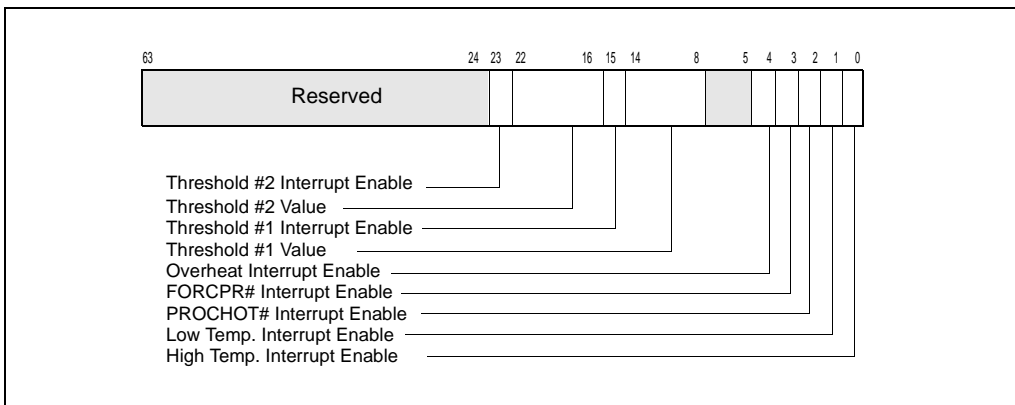 63 24 23 22 16 15 14 8 5 4 3 2 1 0
Reserved
Threshold #2 Interrupt Enable
Threshold #2 Value
Threshold #1 Interrupt Enable
Threshold #1 Value
Overheat Interrupt Enable
FORCPR# Interrupt Enable
PROCHOT# Interrupt Enable
Low Temp. Interrupt Enable
High Temp. Interrupt Enable